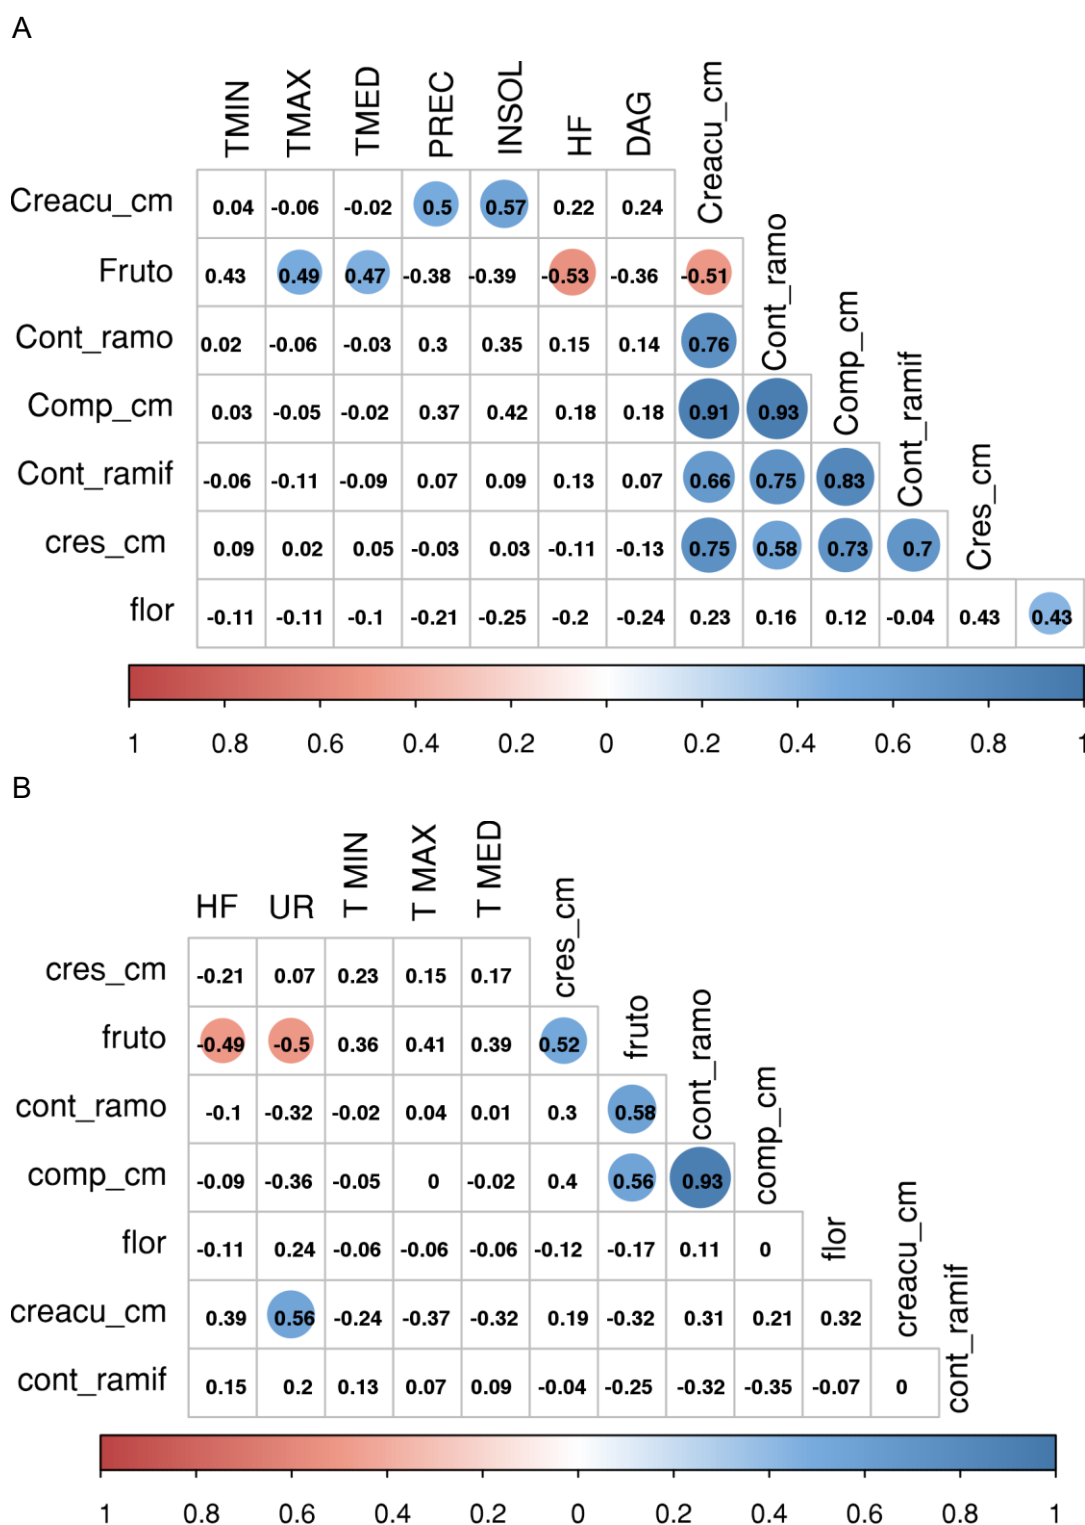 A
TMIN TMAX TMED PREC INSOL HF DAG Creacu_cm
Creacu_cm 0.04 -0.06 -0.02 0.5 0.57 0.22 0.24
Cont_ramo
Fruto 0.43 0.49 0.47 -0.38 -0.39 -0.53 -0.36 -0.51
Comp_cm
Cont_ramo 0.02 -0.06 -0.03 0.3 0.35 0.15 0.14 0.76
Cont_ramif
Comp_cm 0.03 -0.05 -0.02 0.37 0.42 0.18 0.18 0.91 0.93
Cres_cm
Cont_ramif -0.06 -0.11 -0.09 0.07 0.09 0.13 0.07 0.66 0.75 0.83
cres_cm 0.09 0.02 0.05 -0.03 0.03 -0.11 -0.13 0.75 0.58 0.73 0.7
flor -0.11 -0.11 -0.1 -0.21 -0.25 -0.2 -0.24 0.23 0.16 0.12 -0.04 0.43 0.43
1 0.8 0.6 0.4 0.2 0 0.2 0.4 0.6 0.8 1
B
HF UR T MIN T MAX T MED cres_cm
cres_cm -0.21 0.07 0.23 0.15 0.17
fruto
fruto -0.49 -0.5 0.36 0.41 0.39 0.52
cont_ramo
cont_ramo -0.1 -0.32 -0.02 0.04 0.01 0.3 0.58
comp_cm
comp_cm -0.09 -0.36 -0.05 0 -0.02 0.4 0.56 0.93
flor
flor -0.11 0.24 -0.06 -0.06 -0.06 -0.12 -0.17 0.11 0
creacu_cm
creacu_cm 0.39 0.56 -0.24 -0.37 -0.32 0.19 -0.32 0.31 0.21 0.32
cont_ramif
cont_ramif 0.15 0.2 0.13 0.07 0.09 -0.04 -0.25 -0.32 -0.35 -0.07 0
1 0.8 0.6 0.4 0.2 0 0.2 0.4 0.6 0.8 1